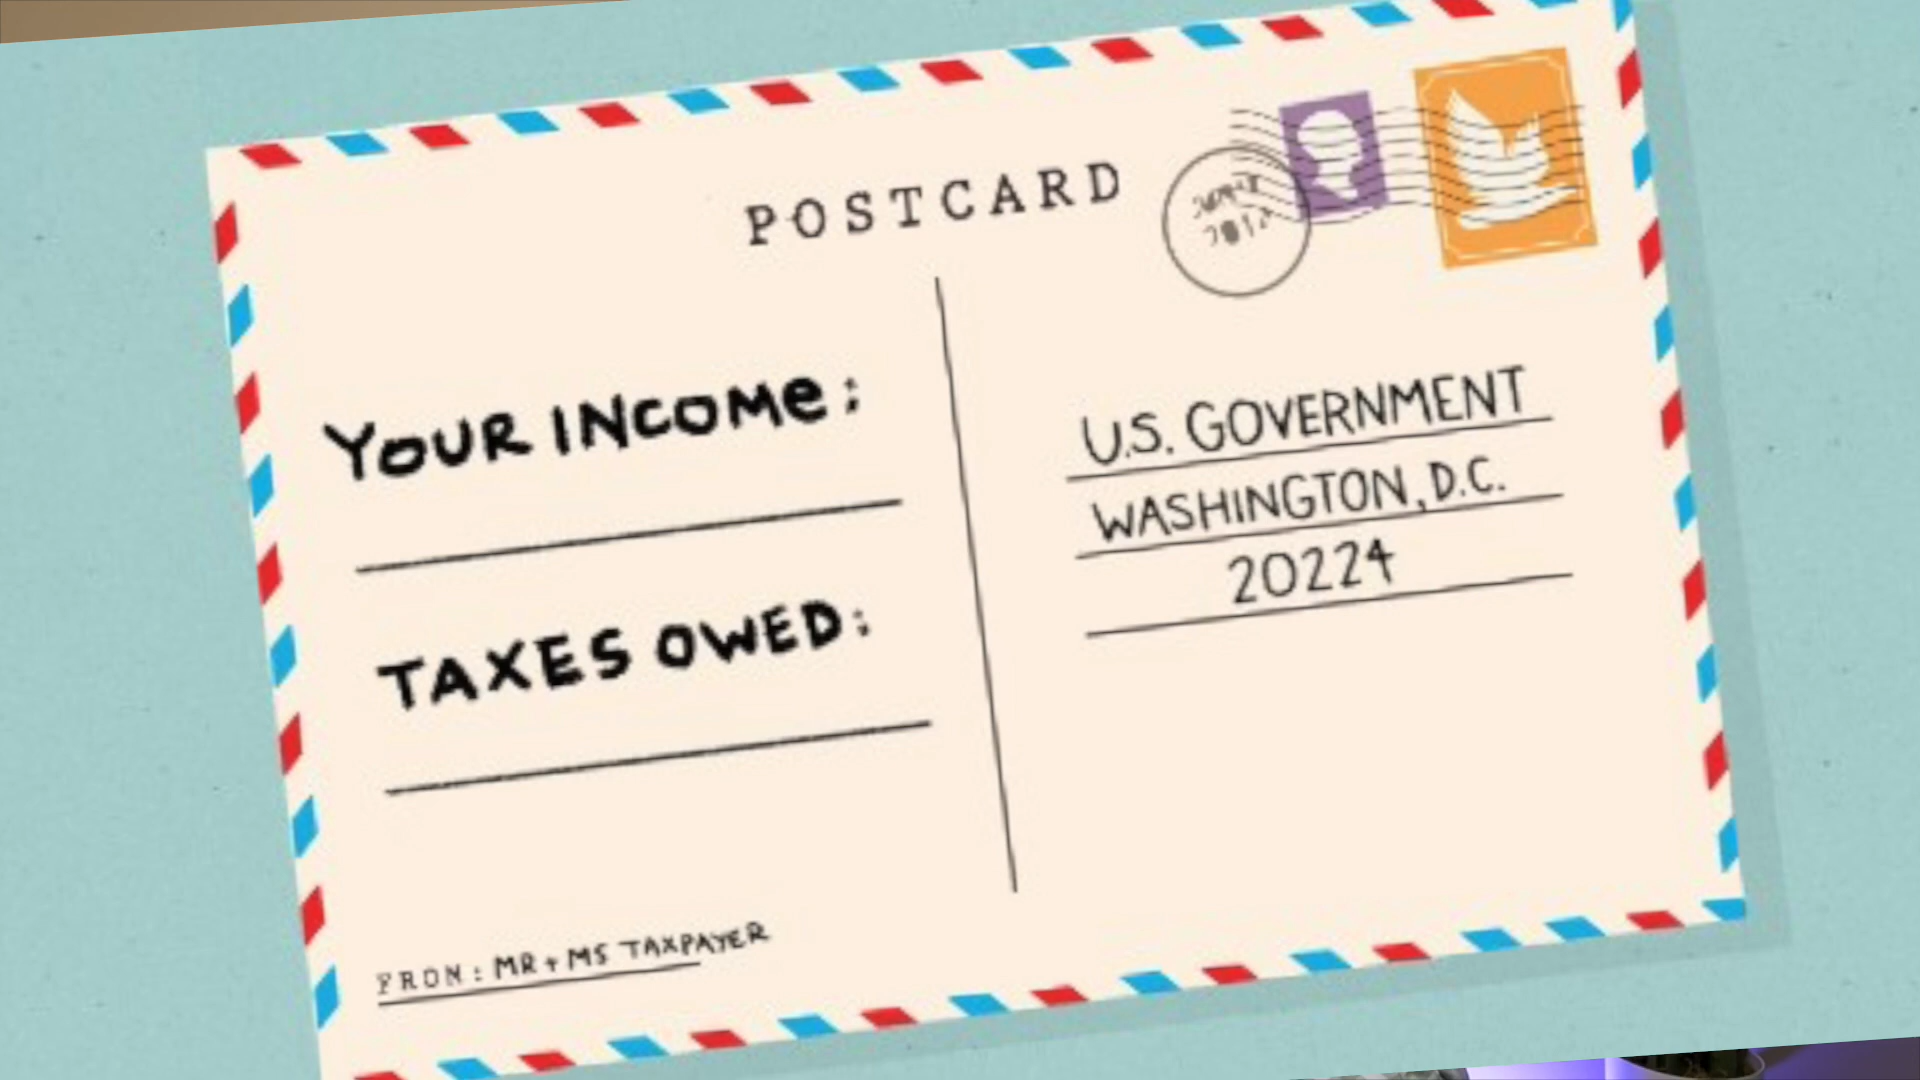 POSTCARD
YOUR INCOME:
TAXES OWED:
FROM: MR + MS TAXPAYER
U.S. GOVERNMENT
WASHINGTON, D.C.
20224